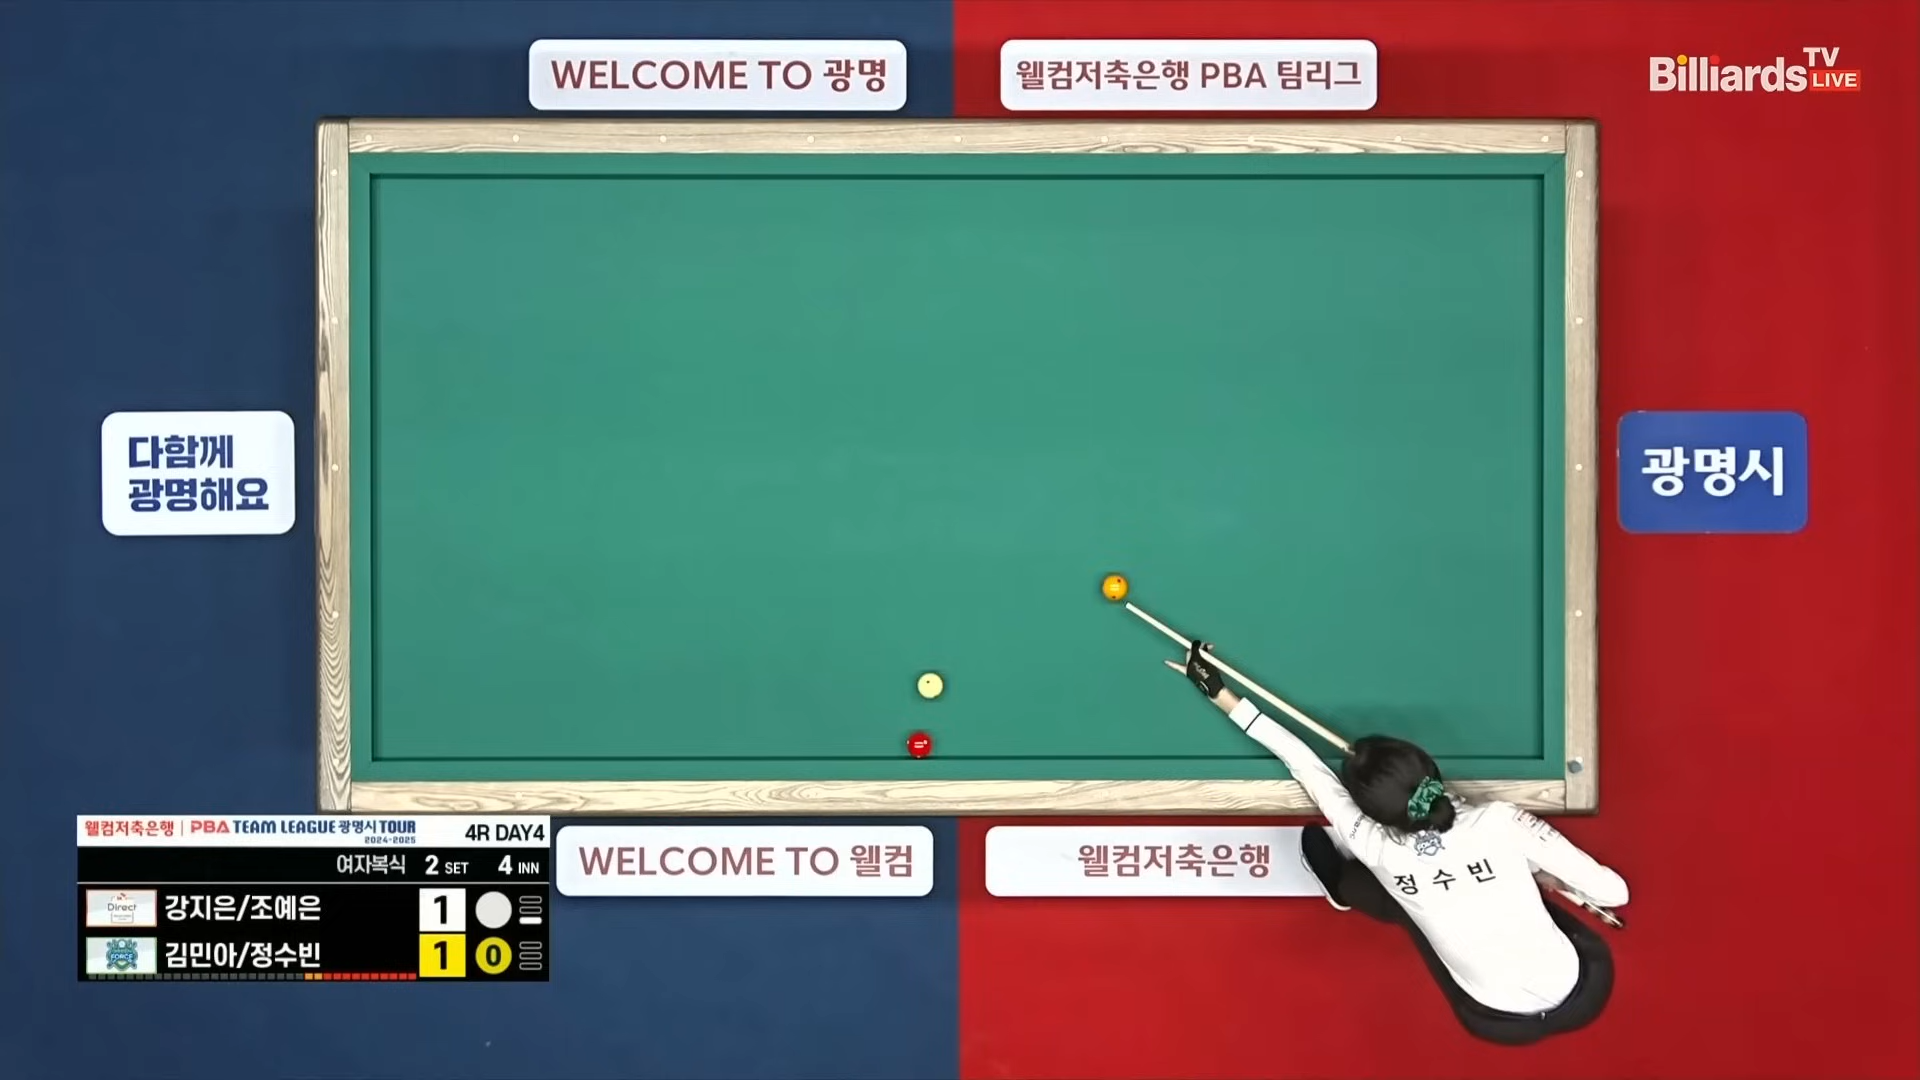 WELCOME TO 광명
웰컴저축은행 PBA 팀리그
Billiards TV LIVE
다함께
광명해요
광명시
웰컴저축은행 | PBA TEAM LEAGUE 광명시 TOUR
2024-2025
4R DAY4
여자복식 2 SET 4 INN
Direct
강지은/조예은 1
FORCE
김민아/정수빈 1 0
WELCOME TO 웰컴
웰컴저축은행
정수빈